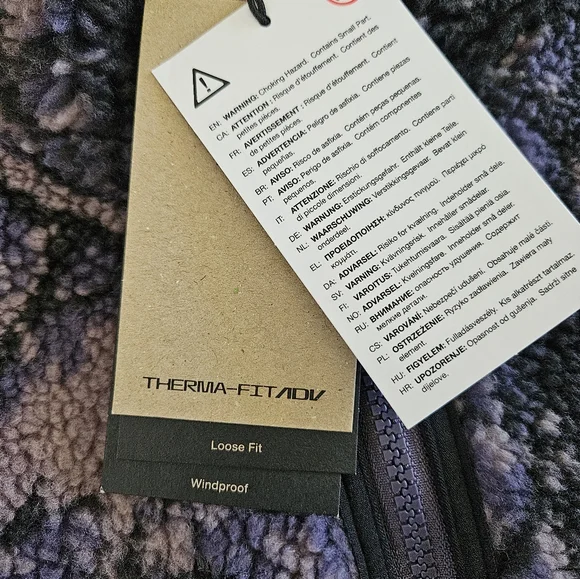 EN: WARNING: Choking Hazard. Contains Small Part.
CA: ATTENTION : Risque d'étouffement. Contient des
petites pièces.
FR: AVERTISSEMENT : Risque d'étouffement. Contient
de petites pièces.
ES: ADVERTENCIA: Peligro de asfixia. Contiene piezas
pequeñas.
BR: AVISO: Risco de asfixia. Contém peças pequenas.
PT: AVISO: Perigo de asfixia. Contém componentes
pequenos.
IT: ATTENZIONE: Rischio di soffocamento. Contiene parti
di piccole dimensioni.
DE: WARNUNG: Erstickungsgefahr. Enthält kleine Teile.
NL: WAARSCHUWING: Verstikkingsgevaar. Bevat klein
onderdeel.
EL: ΠΡΟΕΙΔΟΠΟΙΗΣΗ: κίνδυνος πνιγμού. Περιέχει μικρό
κομμάτι.
DA: ADVARSEL: Risiko for kvælning. Indeholder små dele.
SV: VARNING: Kvävningsrisk. Innehåller smådelar.
FI: VAROITUS: Tukehtumisvaara. Sisältää pieniä osia.
NO: ADVARSEL: Kvelningsfare. Inneholder små deler.
RU: ВНИМАНИЕ: опасность удушения. Содержит
мелкие детали.
CS: VAROVÁNÍ: Nebezpečí udušení. Obsahuje malé části.
PL: OSTRZEŻENIE: Ryzyko zadławienia. Zawiera mały
element.
HU: FIGYELEM: Fulladásveszély. Kis alkatrészt tartalmaz.
HR: UPOZORENJE: Opasnost od gušenja. Sadrži sitne
dijelove.
THERMA-FIT ADV
Loose Fit
Windproof